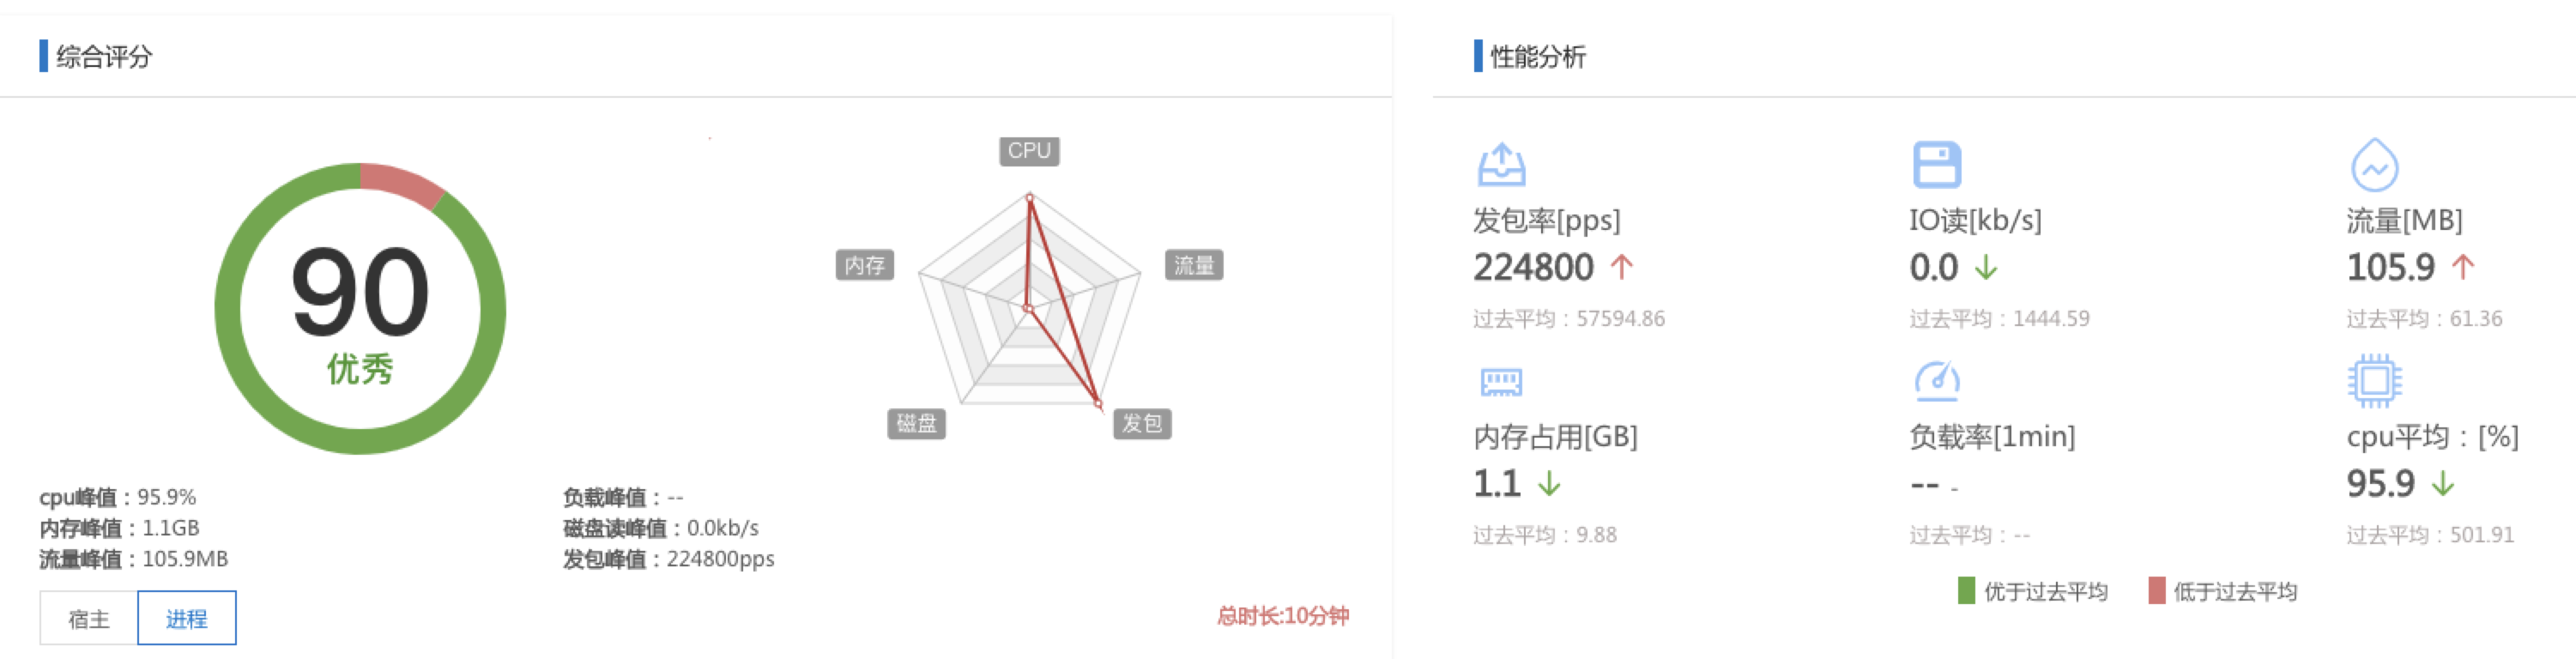 综合评分
90
优秀
CPU
流量
发包
磁盘
内存
cpu峰值：95.9%
内存峰值：1.1GB
流量峰值：105.9MB
负载峰值：--
磁盘读峰值：0.0kb/s
发包峰值：224800pps
宿主
进程
总时长:10分钟
性能分析
发包率[pps]
224800 ↑
过去平均：57594.86
IO读[kb/s]
0.0 ↓
过去平均：1444.59
流量[MB]
105.9 ↑
过去平均：61.36
内存占用[GB]
1.1 ↓
过去平均：9.88
负载率[1min]
-- -
过去平均：--
cpu平均：[%]
95.9 ↓
过去平均：501.91
优于过去平均
低于过去平均